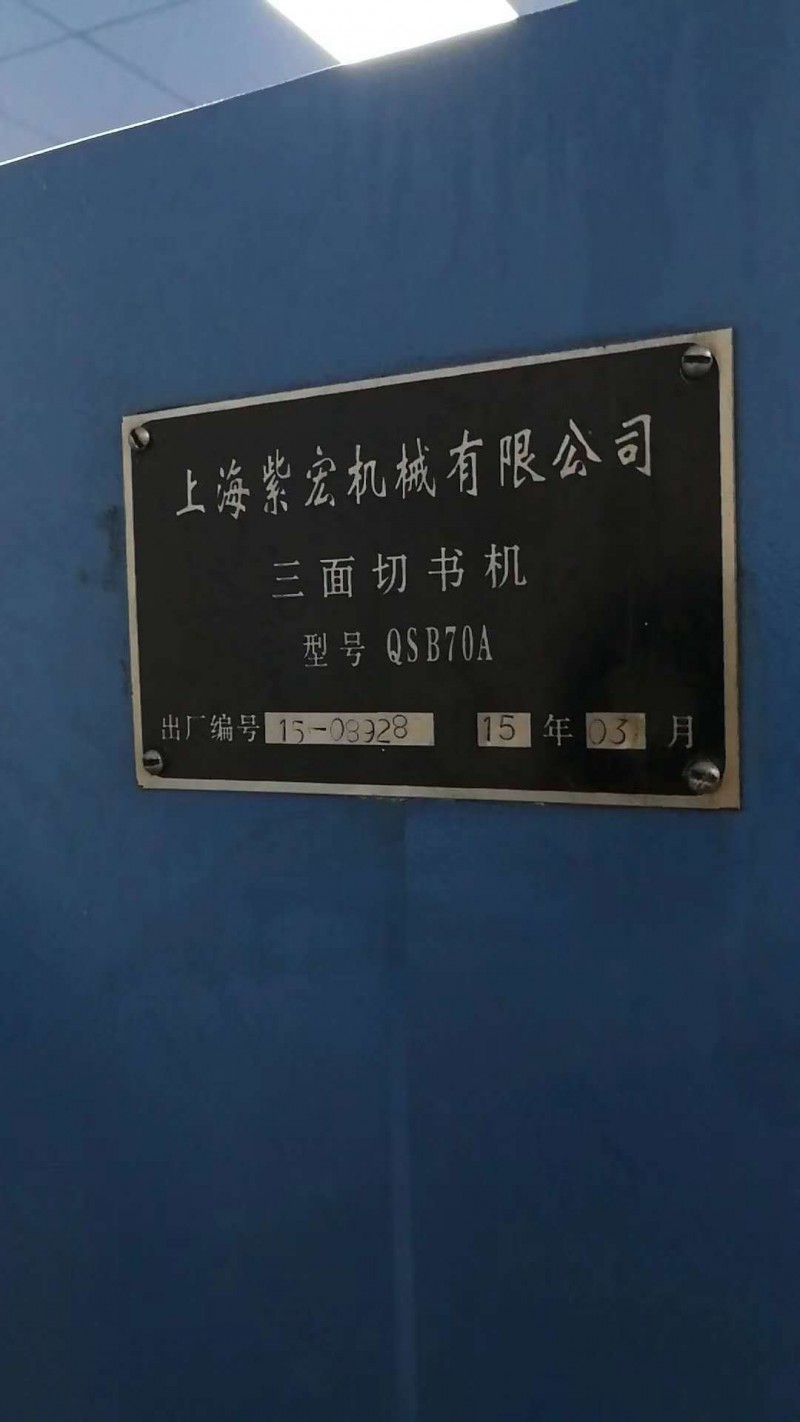 上海紫宏机械有限公司
三面切书机
型号 QSB70A
出厂编号 15-08928 15 年 03 月